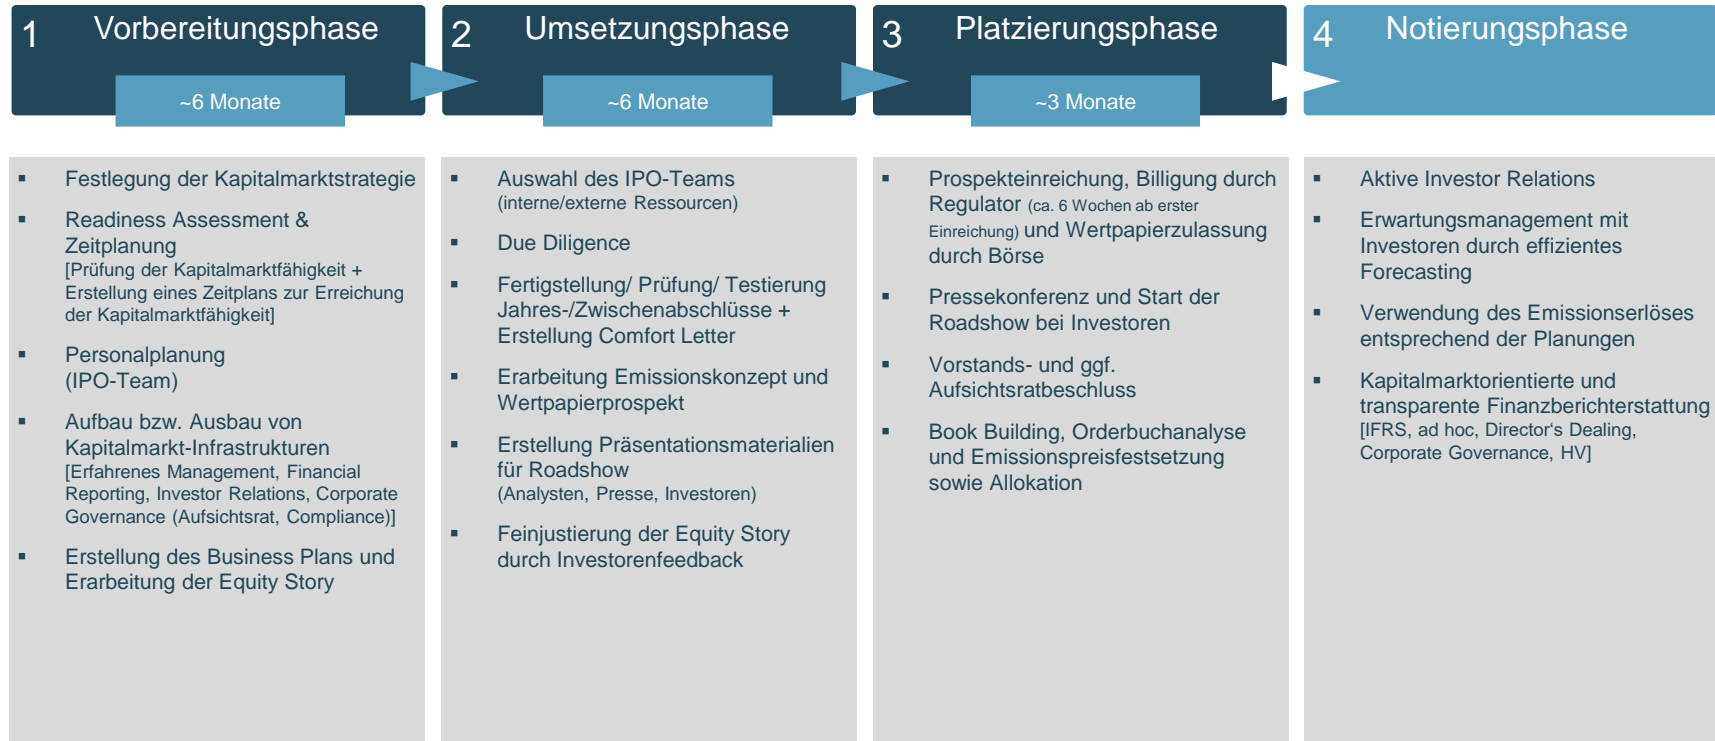 1 Vorbereitungsphase
~6 Monate
▪ Festlegung der Kapitalmarktstrategie
▪ Readiness Assessment &
Zeitplanung
[Prüfung der Kapitalmarktfähigkeit +
Erstellung eines Zeitplans zur Erreichung
der Kapitalmarktfähigkeit]
▪ Personalplanung
(IPO-Team)
▪ Aufbau bzw. Ausbau von
Kapitalmarkt-Infrastrukturen
[Erfahrenes Management, Financial
Reporting, Investor Relations, Corporate
Governance (Aufsichtsrat, Compliance)]
▪ Erstellung des Business Plans und
Erarbeitung der Equity Story
2 Umsetzungsphase
~6 Monate
▪ Auswahl des IPO-Teams
(interne/externe Ressourcen)
▪ Due Diligence
▪ Fertigstellung/ Prüfung/ Testierung
Jahres-/Zwischenabschlüsse +
Erstellung Comfort Letter
▪ Erarbeitung Emissionskonzept und
Wertpapierprospekt
▪ Erstellung Präsentationsmaterialien
für Roadshow
(Analysten, Presse, Investoren)
▪ Feinjustierung der Equity Story
durch Investorenfeedback
3 Platzierungsphase
~3 Monate
▪ Prospekteinreichung, Billigung durch
Regulator (ca. 6 Wochen ab erster
Einreichung) und Wertpapierzulassung
durch Börse
▪ Pressekonferenz und Start der
Roadshow bei Investoren
▪ Vorstands- und ggf.
Aufsichtsratbeschluss
▪ Book Building, Orderbuchanalyse
und Emissionspreisfestsetzung
sowie Allokation
4 Notierungsphase
▪ Aktive Investor Relations
▪ Erwartungsmanagement mit
Investoren durch effizientes
Forecasting
▪ Verwendung des Emissionserlöses
entsprechend der Planungen
▪ Kapitalmarktorientierte und
transparente Finanzberichterstattung
[IFRS, ad hoc, Director‘s Dealing,
Corporate Governance, HV]